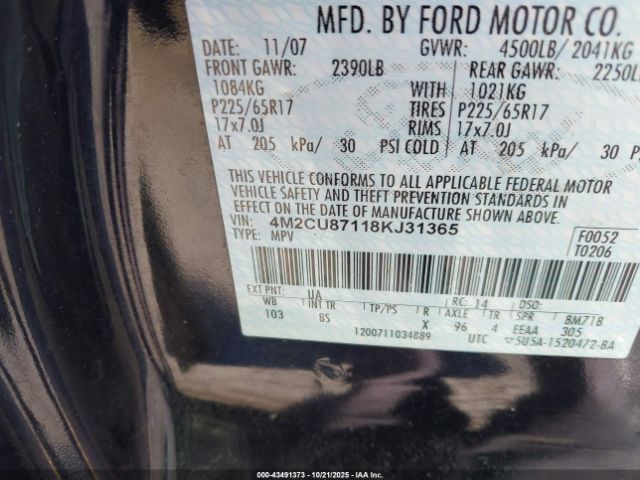 MFD. BY FORD MOTOR CO.
DATE: 11/07 GVWR: 4500LB/ 2041KG
FRONT GAWR: 2390LB REAR GAWR: 2250L
1084KG WITH 1021KG
P225/65R17 TIRES P225/65R17
17x7.0J RIMS 17x7.0J
AT 205 kPa/ 30 PSI COLD AT 205 kPa/ 30 P
THIS VEHICLE CONFORMS TO ALL APPLICABLE FEDERAL MOTOR
VEHICLE SAFETY AND THEFT PREVENTION STANDARDS IN
EFFECT ON THE DATE OF MANUFACTURE SHOWN ABOVE.
VIN: 4M2CU87118KJ31365 F0052
TYPE: MPV T0206
EXT PNT: UA RC: 14 DSO:
WB INT TR TP/PS R AXLE TR SPR BM71B
103 8S X 96 4 EEAA 305
1200711034889 UTC 5U5A-1520472-BA
000-43491373 - 10/21/2025 - IAAI.COM